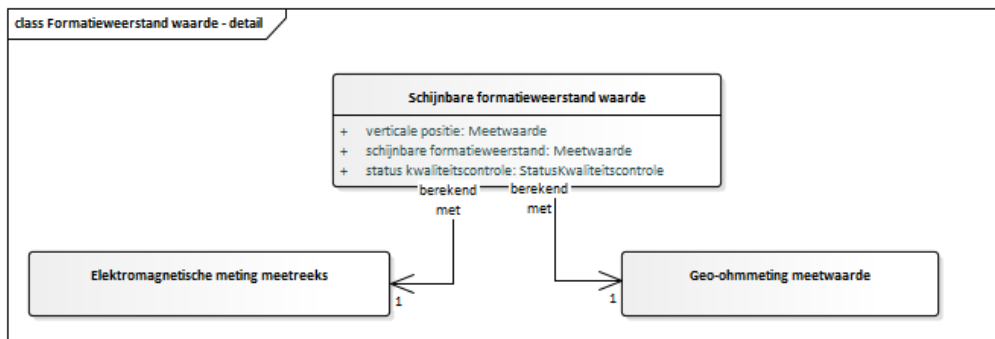 class Formatieweerstand waarde - detail
Schijnbare formatieweerstand waarde
+ verticale positie: Meetwaarde
+ schijnbare formatieweerstand: Meetwaarde
+ status kwaliteitscontrole: StatusKwaliteitscontrole
berekend
met
berekend
met
Elektromagnetische meting meetreeks
1
Geo-ohmmeting meetwaarde
1